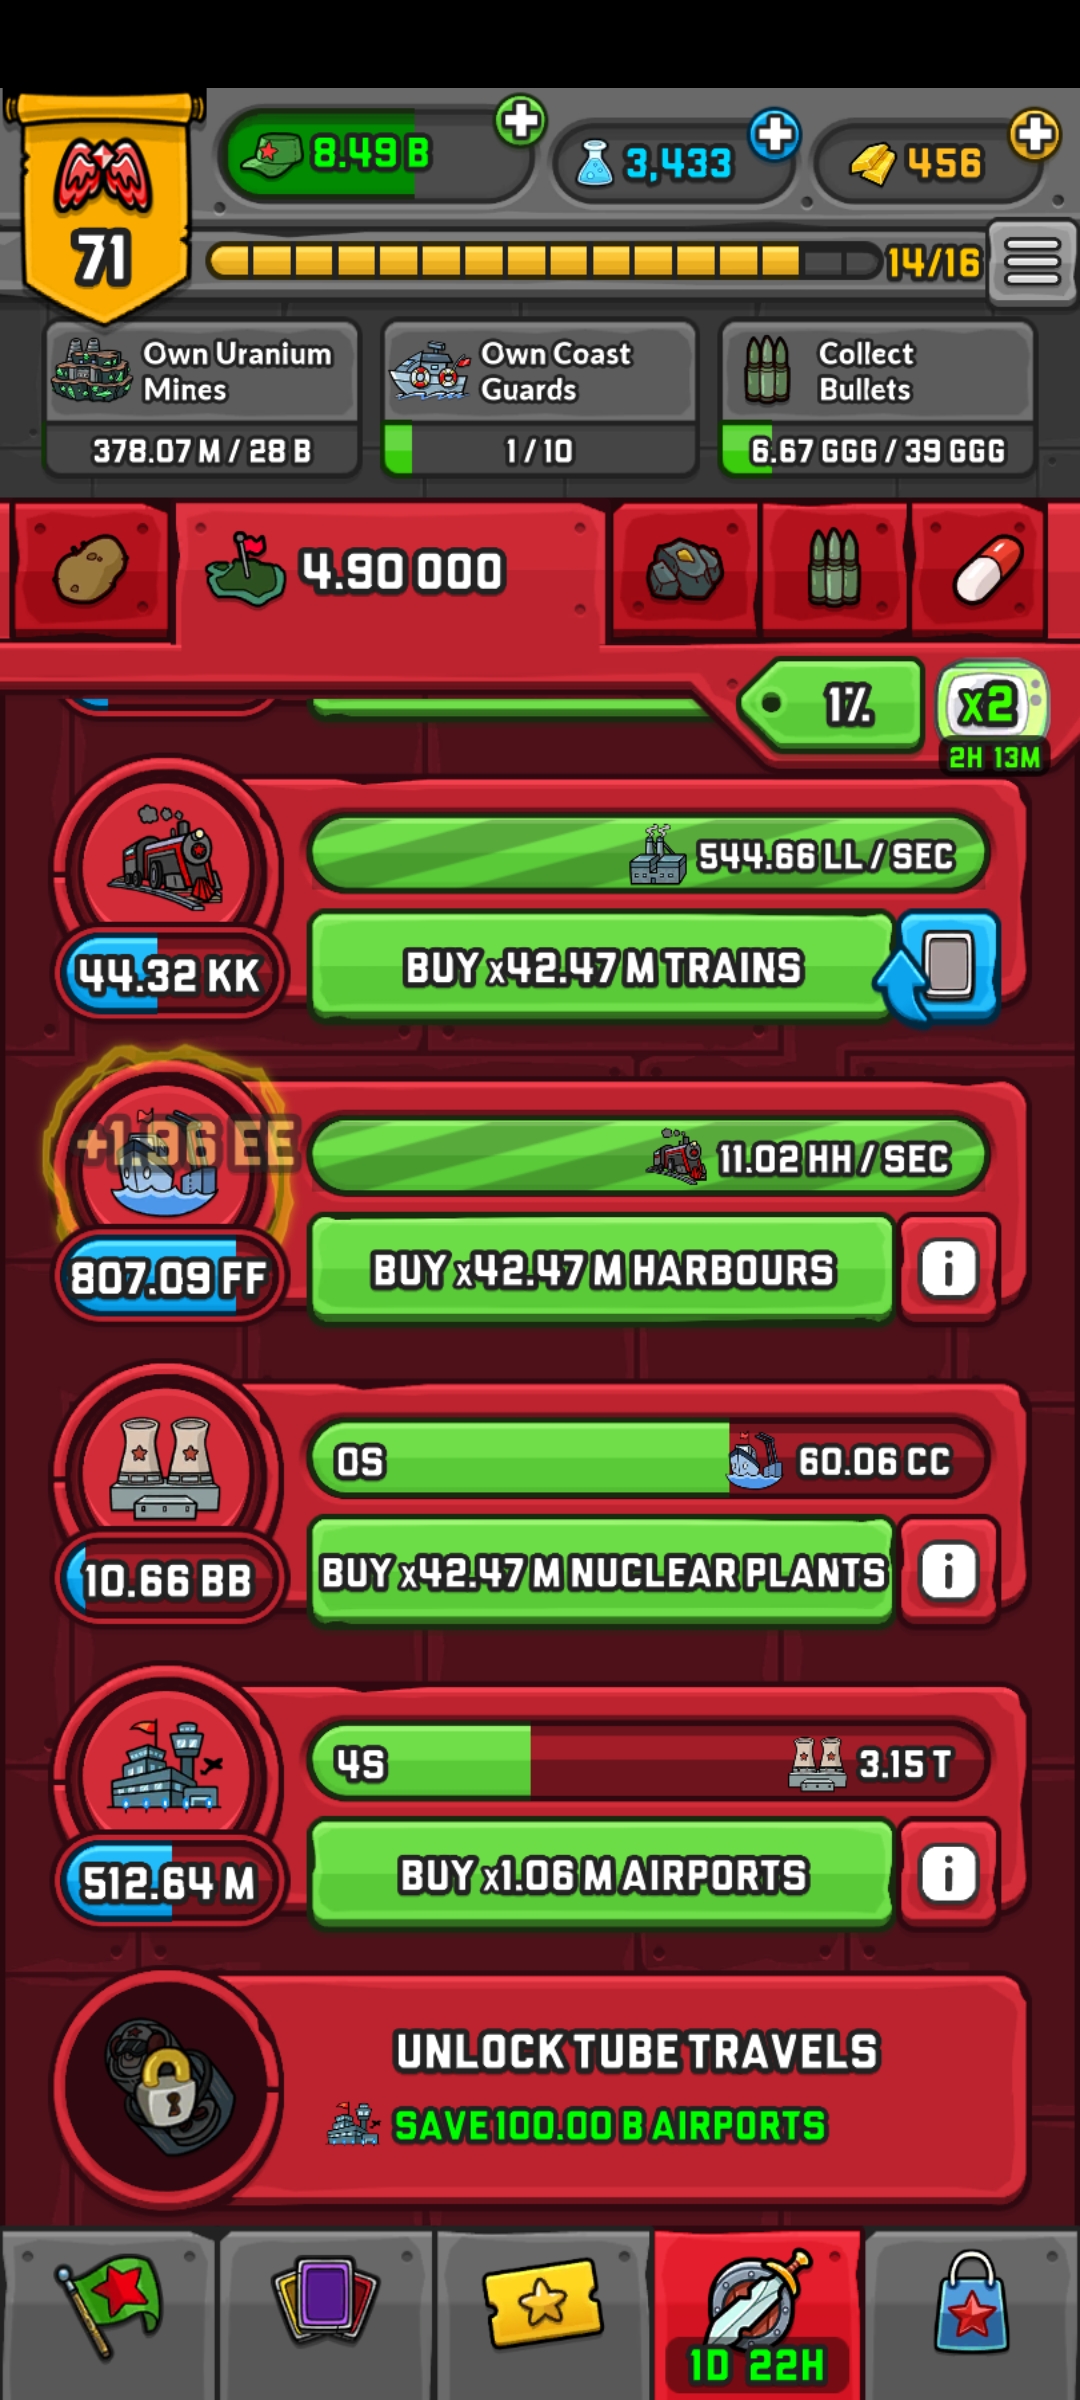 8.49 B
3,433
456
71
14/16
Own Uranium
Mines
378.07 M / 28 B
Own Coast
Guards
1 / 10
Collect
Bullets
6.67 GGG / 39 GGG
4.90 000
1%
x2
2H 13M
544.66 LL / SEC
44.32 KK
BUY x42.47 M TRAINS
+1.96 EE
11.02 HH / SEC
807.09 FF
BUY x42.47 M HARBOURS
i
0S
60.06 CC
10.66 BB
BUY x42.47 M NUCLEAR PLANTS
i
4S
3.15 T
512.64 M
BUY x1.06 M AIRPORTS
i
UNLOCK TUBE TRAVELS
SAVE 100.00 B AIRPORTS
1D 22H